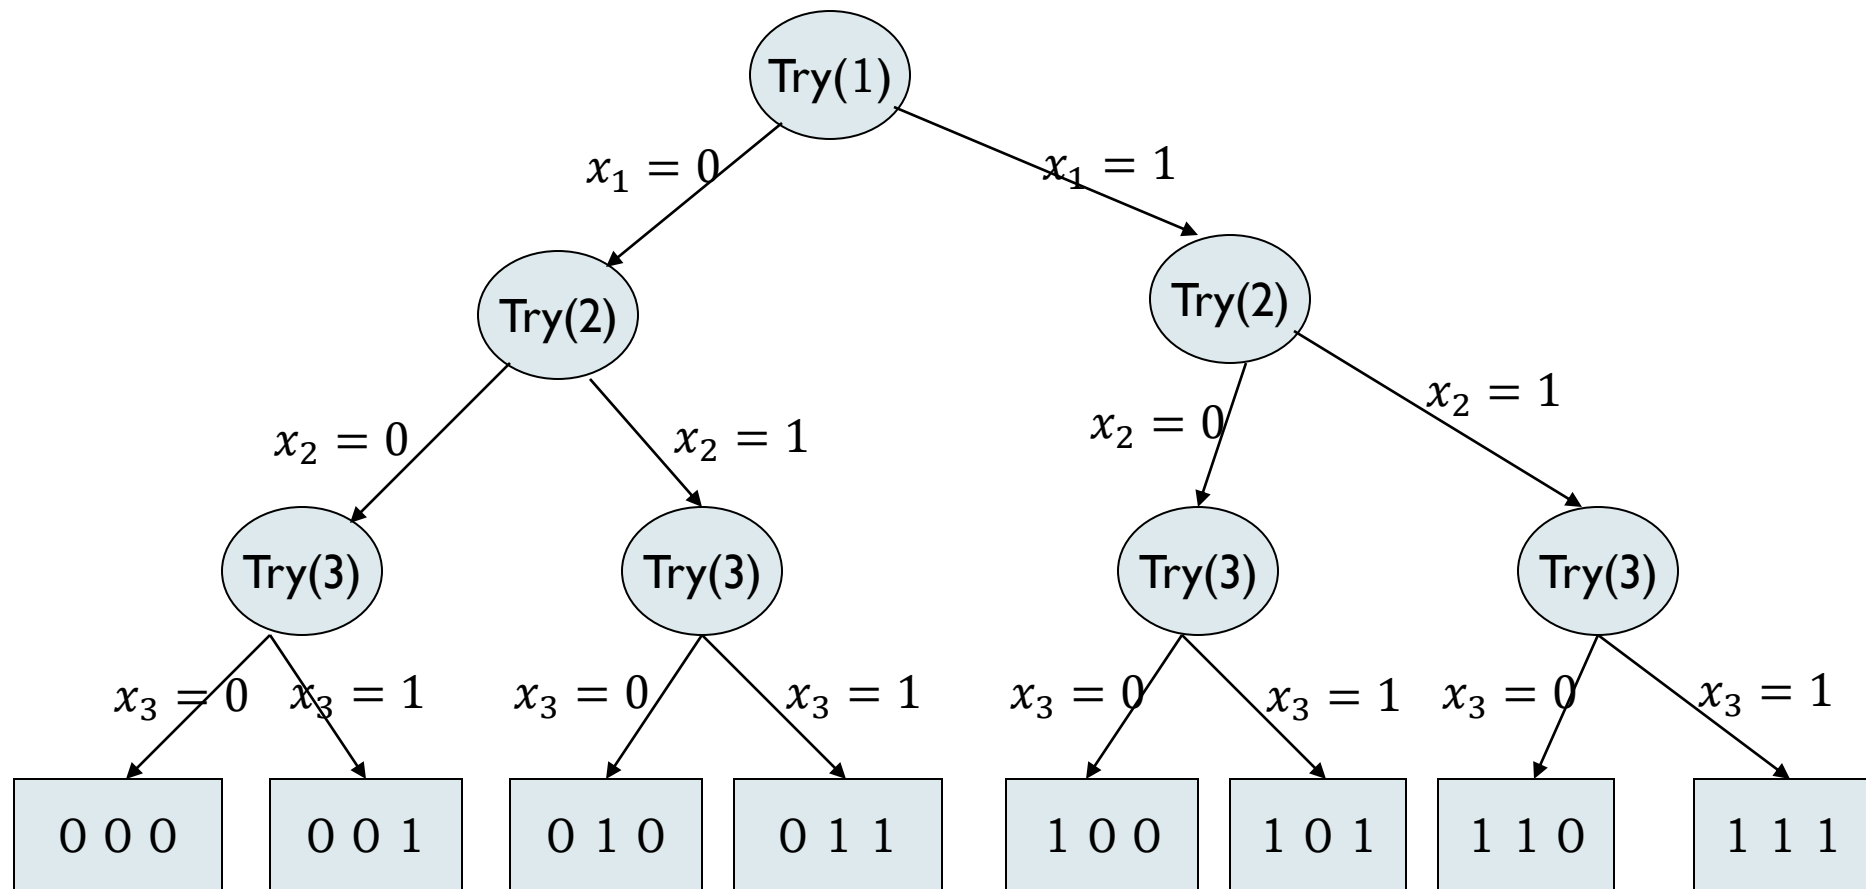 Try(1)
x₁ = 0
x₁ = 1
Try(2)
Try(2)
x₂ = 0
x₂ = 1
x₂ = 0
x₂ = 1
Try(3)
Try(3)
Try(3)
Try(3)
x₃ = 0
x₃ = 1
x₃ = 0
x₃ = 1
x₃ = 0
x₃ = 1
x₃ = 0
x₃ = 1
0 0 0
0 0 1
0 1 0
0 1 1
1 0 0
1 0 1
1 1 0
1 1 1